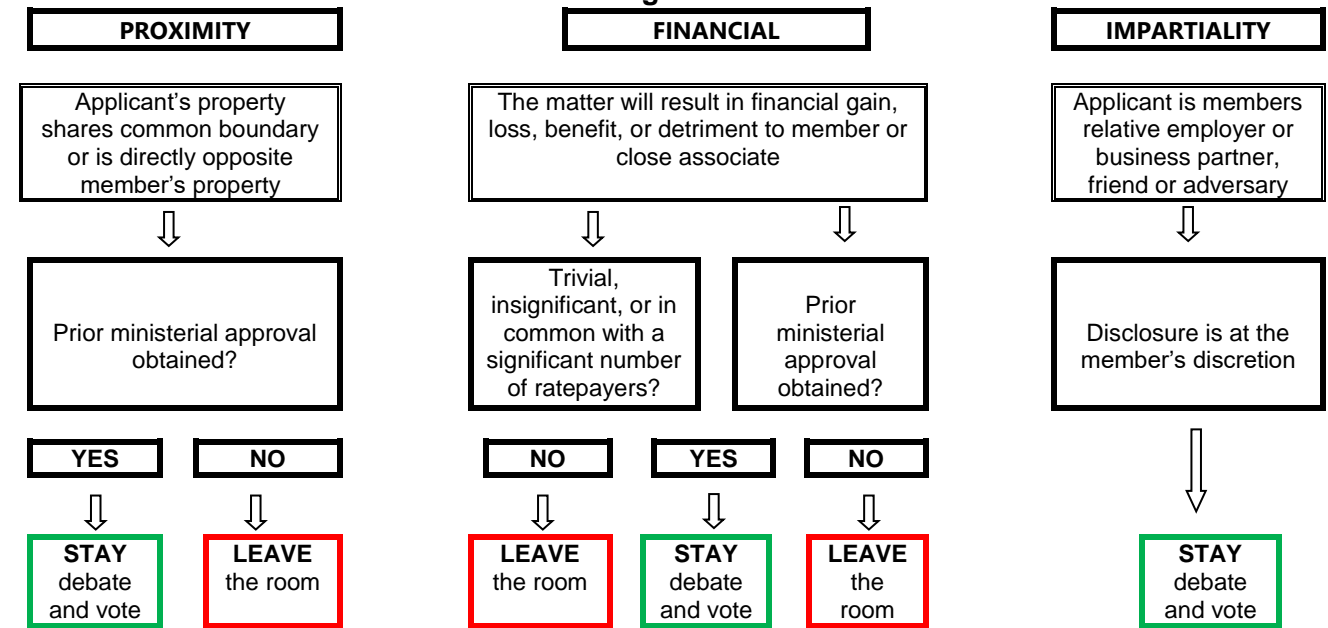 PROXIMITY
Applicant's property
shares common boundary
or is directly opposite
member's property
Prior ministerial approval
obtained?
YES
NO
STAY
debate
and vote
LEAVE
the room
FINANCIAL
The matter will result in financial gain,
loss, benefit, or detriment to member or
close associate
Trivial,
insignificant, or in
common with a
significant number
of ratepayers?
Prior
ministerial
approval
obtained?
NO
YES
NO
LEAVE
the room
STAY
debate
and vote
LEAVE
the
room
IMPARTIALITY
Applicant is members
relative employer or
business partner,
friend or adversary
Disclosure is at the
member's discretion
STAY
debate
and vote